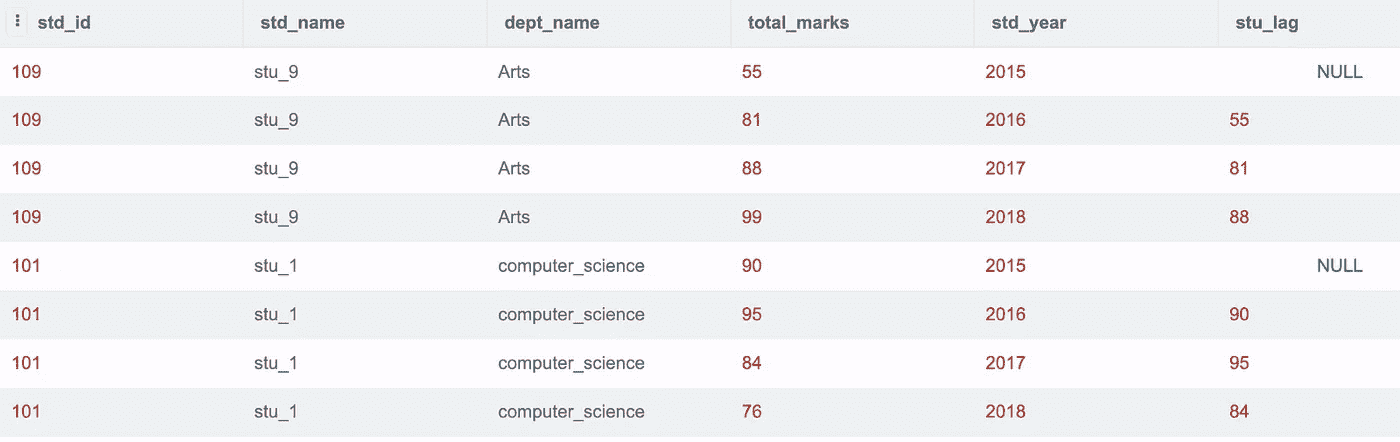 std_id std_name dept_name total_marks std_year stu_lag
109 stu_9 Arts 55 2015 NULL
109 stu_9 Arts 81 2016 55
109 stu_9 Arts 88 2017 81
109 stu_9 Arts 99 2018 88
101 stu_1 computer_science 90 2015 NULL
101 stu_1 computer_science 95 2016 90
101 stu_1 computer_science 84 2017 95
101 stu_1 computer_science 76 2018 84